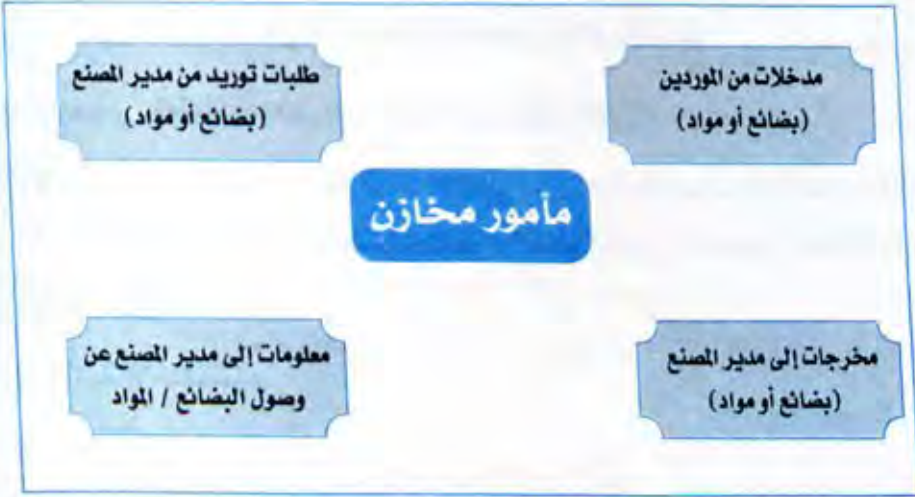 مدخلات من الموردين
(بضائع أو مواد)
طلبات توريد من مدير المصنع
(بضائع أو مواد)
مأمور مخازن
مخرجات إلى مدير المصنع
(بضائع أو مواد)
معلومات إلى مدير المصنع عن
وصول البضائع / المواد